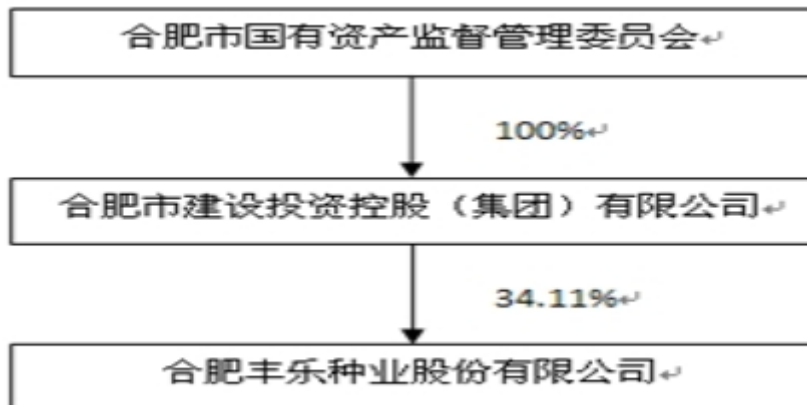 合肥市国有资产监督管理委员会
100%
合肥市建设投资控股（集团）有限公司
34.11%
合肥丰乐种业股份有限公司